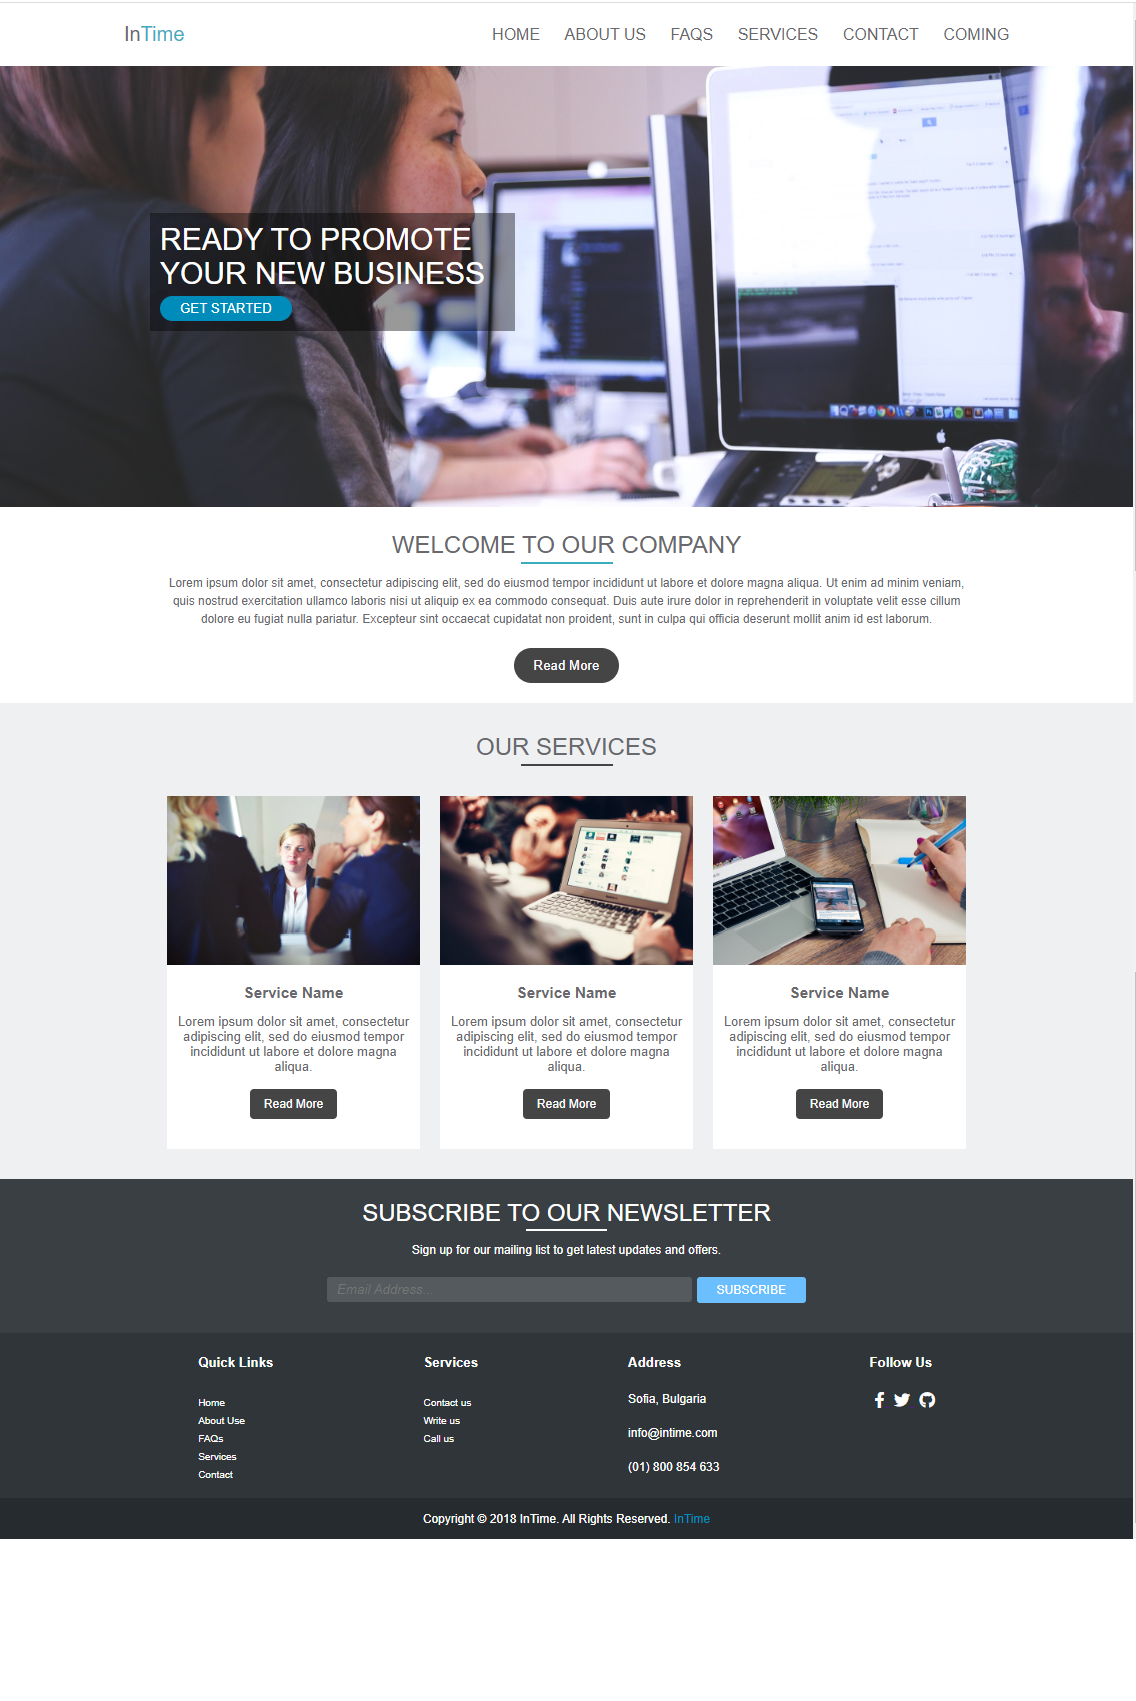 InTime
HOME ABOUT US FAQS SERVICES CONTACT COMING
READY TO PROMOTE
YOUR NEW BUSINESS
GET STARTED
WELCOME TO OUR COMPANY
Lorem ipsum dolor sit amet, consectetur adipiscing elit, sed do eiusmod tempor incididunt ut labore et dolore magna aliqua. Ut enim ad minim veniam,
quis nostrud exercitation ullamco laboris nisi ut aliquip ex ea commodo consequat. Duis aute irure dolor in reprehenderit in voluptate velit esse cillum
dolore eu fugiat nulla pariatur. Excepteur sint occaecat cupidatat non proident, sunt in culpa qui officia deserunt mollit anim id est laborum.
Read More
OUR SERVICES
Service Name
Lorem ipsum dolor sit amet, consectetur
adipiscing elit, sed do eiusmod tempor
incididunt ut labore et dolore magna
aliqua.
Read More
Service Name
Lorem ipsum dolor sit amet, consectetur
adipiscing elit, sed do eiusmod tempor
incididunt ut labore et dolore magna
aliqua.
Read More
Service Name
Lorem ipsum dolor sit amet, consectetur
adipiscing elit, sed do eiusmod tempor
incididunt ut labore et dolore magna
aliqua.
Read More
SUBSCRIBE TO OUR NEWSLETTER
Sign up for our mailing list to get latest updates and offers.
Email Address...
SUBSCRIBE
Quick Links
Home
About Use
FAQs
Services
Contact
Services
Contact us
Write us
Call us
Address
Sofia, Bulgaria
info@intime.com
(01) 800 854 633
Follow Us
Copyright © 2018 InTime. All Rights Reserved. InTime